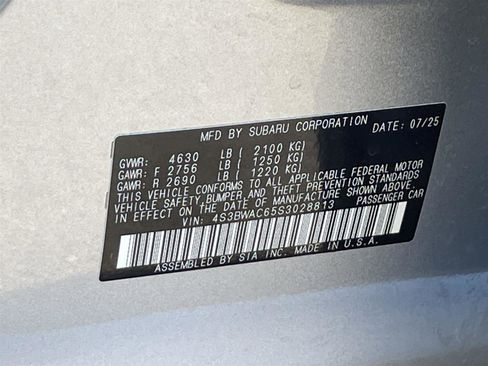 MFD BY SUBARU CORPORATION DATE: 07/25
GVWR: 4630 LB ( 2100 KG)
GAWR: F 2756 LB ( 1250 KG)
GAWR: R 2690 LB ( 1220 KG)
THIS VEHICLE CONFORMS TO ALL APPLICABLE FEDERAL MOTOR
VEHICLE SAFETY, BUMPER AND THEFT PREVENTION STANDARDS
IN EFFECT ON THE DATE OF MANUFACTURE SHOWN ABOVE.
VIN: 4S3BWAC65S3028813 PASSENGER CAR
ASSEMBLED BY SIA INC. MADE IN U.S.A.